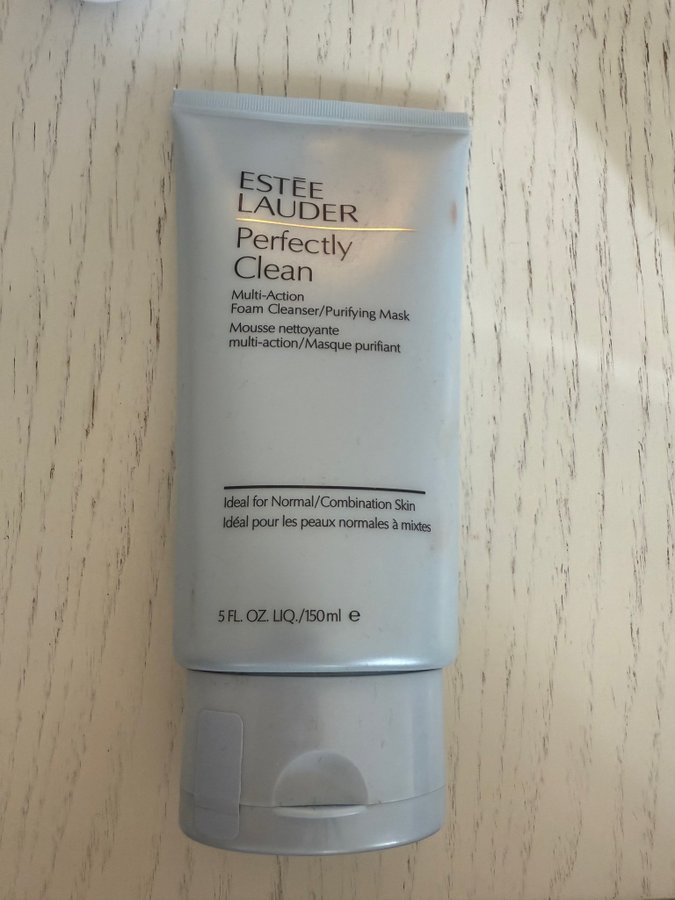 ESTĒE
LAUDER
Perfectly
Clean
Multi-Action
Foam Cleanser/Purifying Mask
Mousse nettoyante
multi-action/Masque purifiant
Ideal for Normal/Combination Skin
Idéal pour les peaux normales à mixtes
5 FL. OZ. LIQ./150 ml ℮